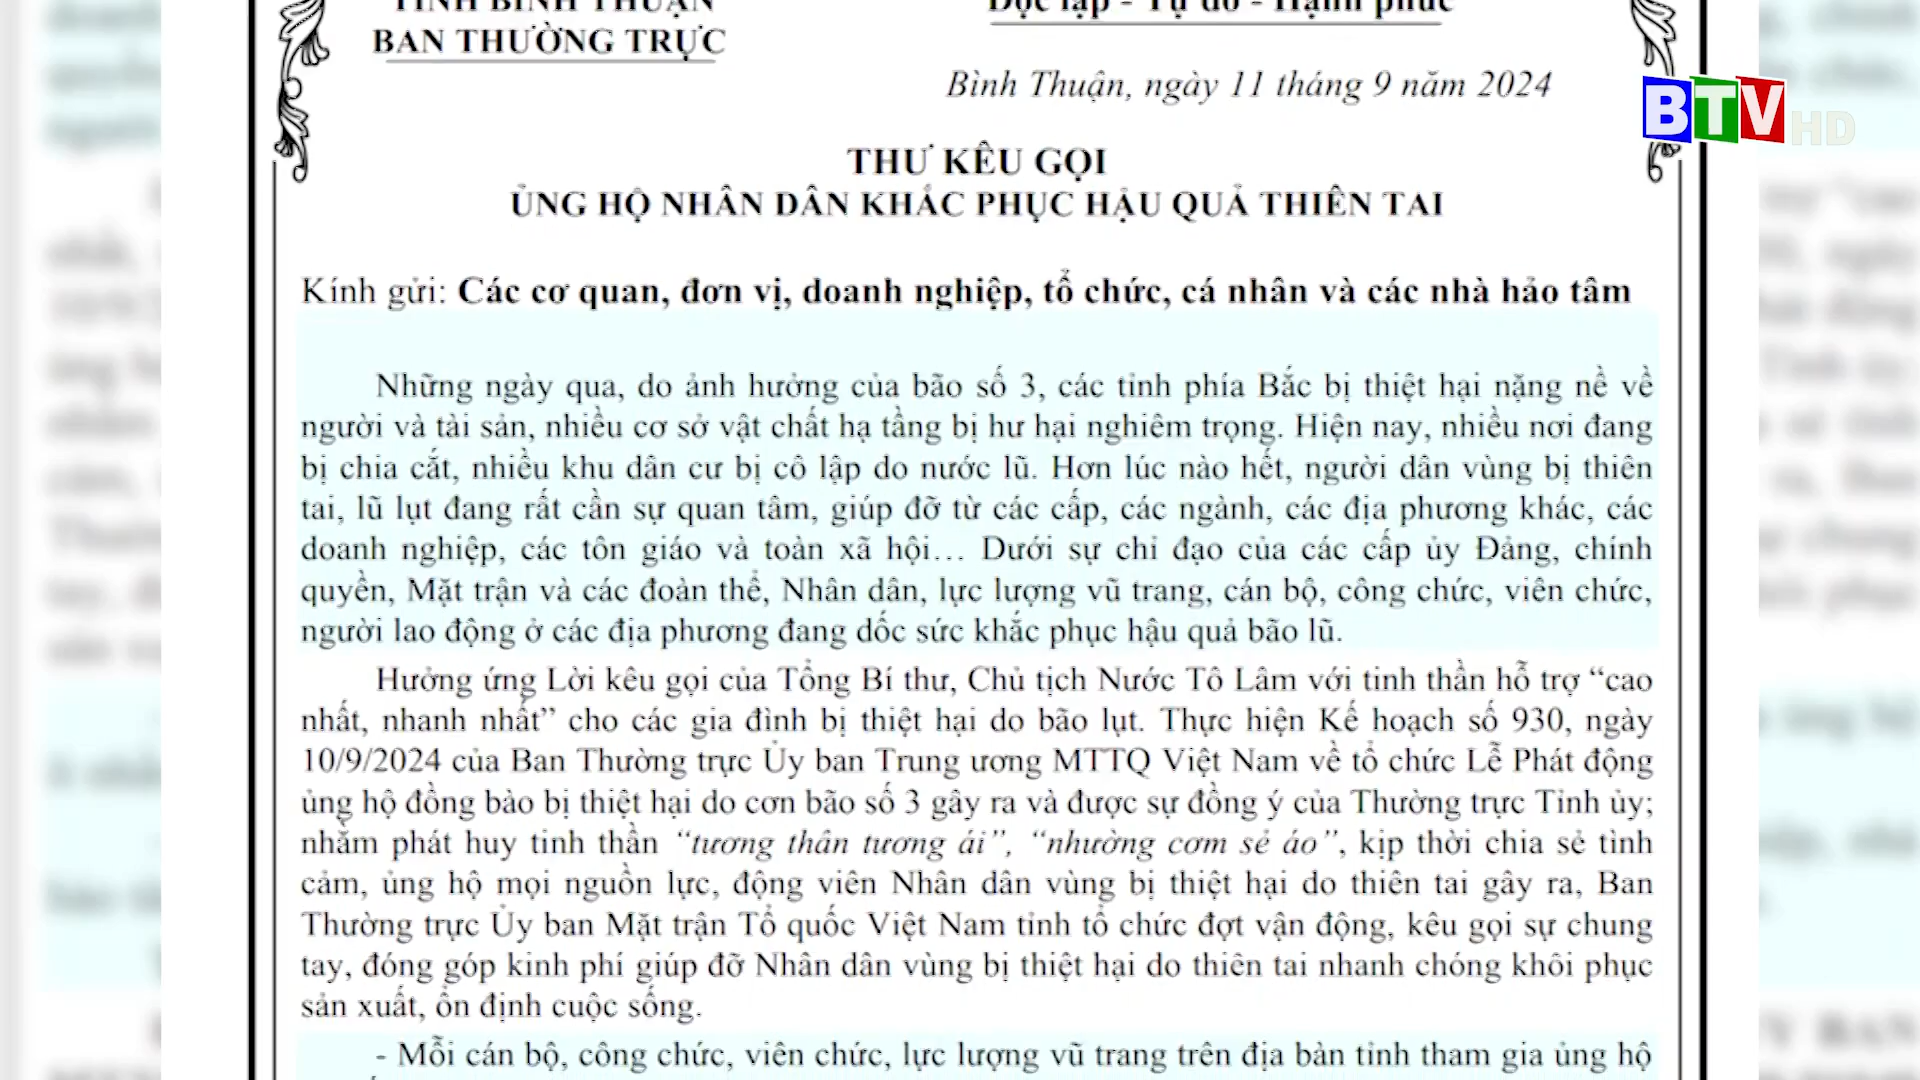 TỈNH BÌNH THUẬN
Độc lập - Tự do - Hạnh phúc
BAN THƯỜNG TRỰC
Bình Thuận, ngày 11 tháng 9 năm 2024
BTV HD
THƯ KÊU GỌI
ỦNG HỘ NHÂN DÂN KHẮC PHỤC HẬU QUẢ THIÊN TAI
Kính gửi: Các cơ quan, đơn vị, doanh nghiệp, tổ chức, cá nhân và các nhà hảo tâm
Những ngày qua, do ảnh hưởng của bão số 3, các tỉnh phía Bắc bị thiệt hại nặng nề về
người và tài sản, nhiều cơ sở vật chất hạ tầng bị hư hại nghiêm trọng. Hiện nay, nhiều nơi đang
bị chia cắt, nhiều khu dân cư bị cô lập do nước lũ. Hơn lúc nào hết, người dân vùng bị thiên
tai, lũ lụt đang rất cần sự quan tâm, giúp đỡ từ các cấp, các ngành, các địa phương khác, các
doanh nghiệp, các tôn giáo và toàn xã hội… Dưới sự chỉ đạo của các cấp ủy Đảng, chính
quyền, Mặt trận và các đoàn thể, Nhân dân, lực lượng vũ trang, cán bộ, công chức, viên chức,
người lao động ở các địa phương đang dốc sức khắc phục hậu quả bão lũ.
Hưởng ứng Lời kêu gọi của Tổng Bí thư, Chủ tịch Nước Tô Lâm với tinh thần hỗ trợ “cao
nhất, nhanh nhất” cho các gia đình bị thiệt hại do bão lụt. Thực hiện Kế hoạch số 930, ngày
10/9/2024 của Ban Thường trực Ủy ban Trung ương MTTQ Việt Nam về tổ chức Lễ Phát động
ủng hộ đồng bào bị thiệt hại do cơn bão số 3 gây ra và được sự đồng ý của Thường trực Tỉnh ủy;
nhằm phát huy tinh thần “tương thân tương ái”, “nhường cơm sẻ áo”, kịp thời chia sẻ tình
cảm, ủng hộ mọi nguồn lực, động viên Nhân dân vùng bị thiệt hại do thiên tai gây ra, Ban
Thường trực Ủy ban Mặt trận Tổ quốc Việt Nam tỉnh tổ chức đợt vận động, kêu gọi sự chung
tay, đóng góp kinh phí giúp đỡ Nhân dân vùng bị thiệt hại do thiên tai nhanh chóng khôi phục
sản xuất, ổn định cuộc sống.
- Mỗi cán bộ, công chức, viên chức, lực lượng vũ trang trên địa bàn tỉnh tham gia ủng hộ